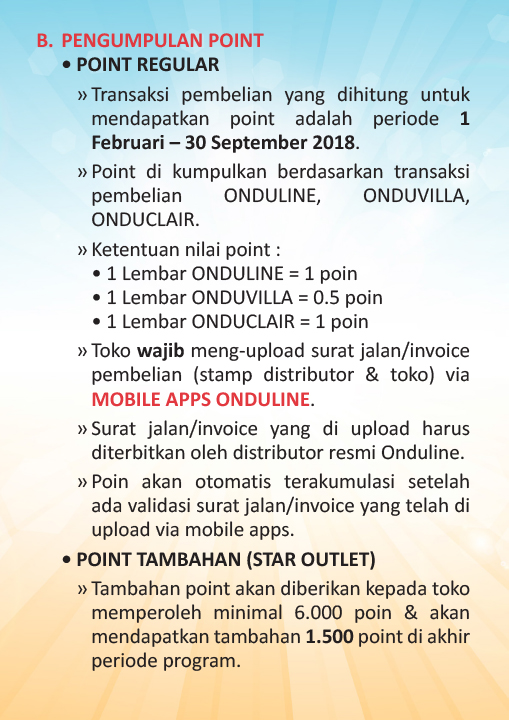 B. PENGUMPULAN POINT
• POINT REGULAR
» Transaksi pembelian yang dihitung untuk
mendapatkan point adalah periode 1
Februari – 30 September 2018.
» Point di kumpulkan berdasarkan transaksi
pembelian ONDULINE, ONDUVILLA,
ONDUCLAIR.
» Ketentuan nilai point :
• 1 Lembar ONDULINE = 1 poin
• 1 Lembar ONDUVILLA = 0.5 poin
• 1 Lembar ONDUCLAIR = 1 poin
» Toko wajib meng-upload surat jalan/invoice
pembelian (stamp distributor & toko) via
MOBILE APPS ONDULINE.
» Surat jalan/invoice yang di upload harus
diterbitkan oleh distributor resmi Onduline.
» Poin akan otomatis terakumulasi setelah
ada validasi surat jalan/invoice yang telah di
upload via mobile apps.
• POINT TAMBAHAN (STAR OUTLET)
» Tambahan point akan diberikan kepada toko
memperoleh minimal 6.000 poin & akan
mendapatkan tambahan 1.500 point di akhir
periode program.